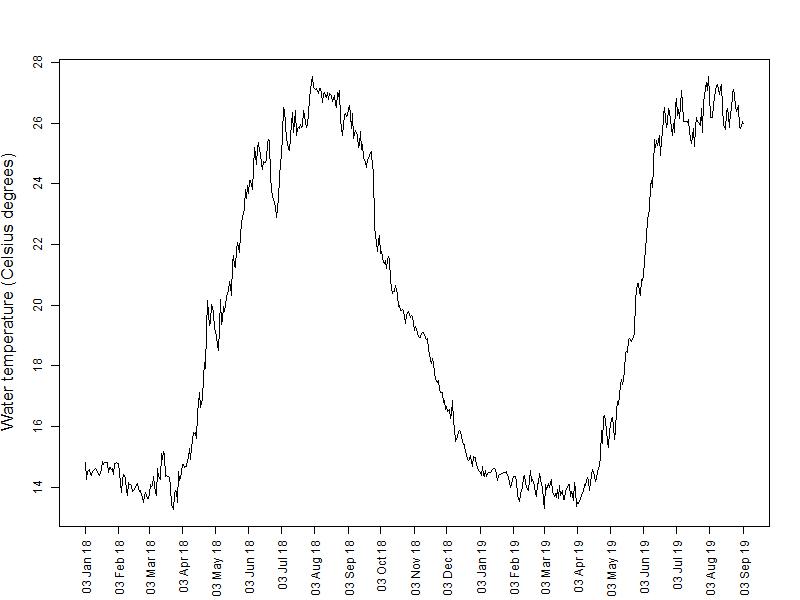 Water temperature (Celsius degrees)
28
26
24
22
20
18
16
14
03 Jan 18
03 Feb 18
03 Mar 18
03 Apr 18
03 May 18
03 Jun 18
03 Jul 18
03 Aug 18
03 Sep 18
03 Oct 18
03 Nov 18
03 Dec 18
03 Jan 19
03 Feb 19
03 Mar 19
03 Apr 19
03 May 19
03 Jun 19
03 Jul 19
03 Aug 19
03 Sep 19